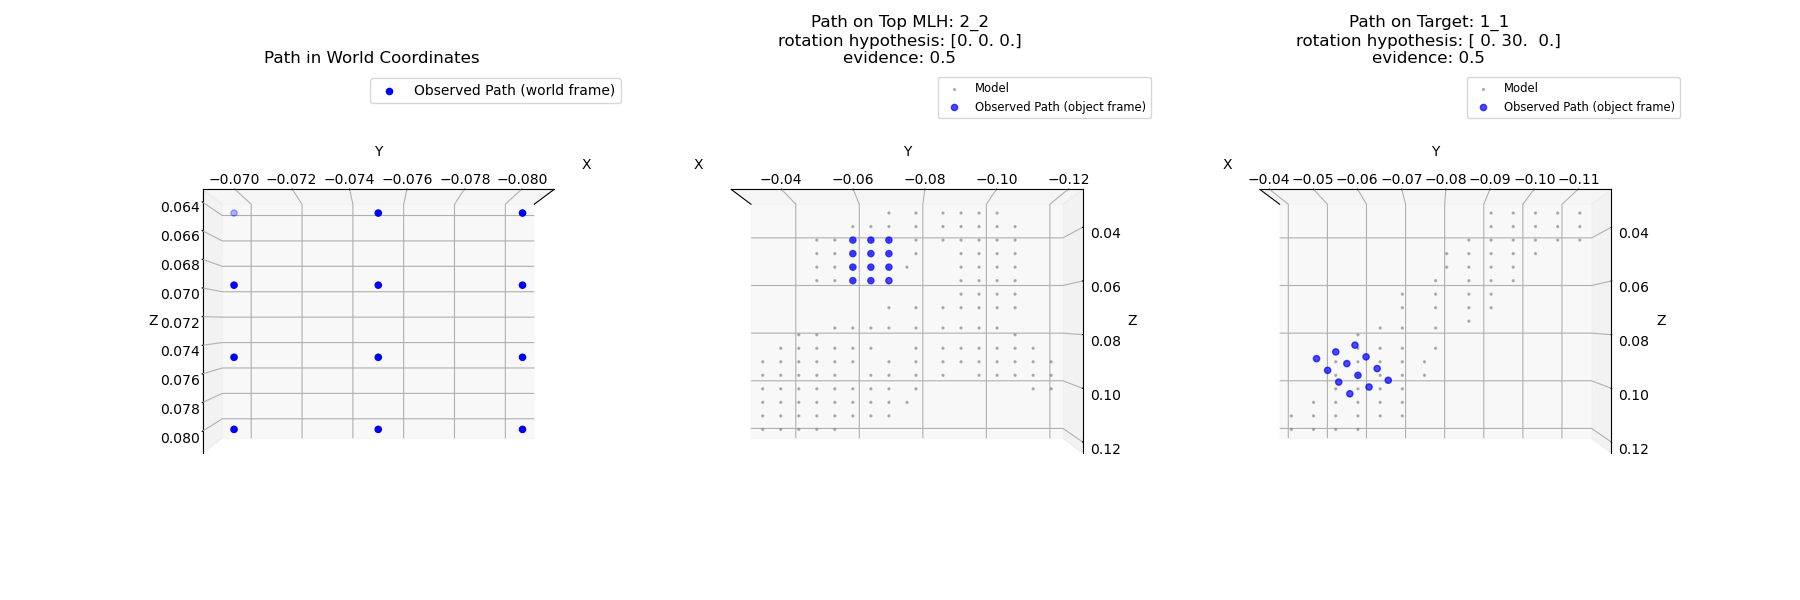 Path in World Coordinates
Observed Path (world frame)
Y
X
−0.070 −0.072 −0.074 −0.076 −0.078 −0.080
0.064
0.066
0.068
0.070
Z
0.072
0.074
0.076
0.078
0.080
Path on Top MLH: 2_2
rotation hypothesis: [0. 0. 0.]
evidence: 0.5
Model
Observed Path (object frame)
Y
X
−0.04 −0.06 −0.08 −0.10 −0.12
0.04
0.06
Z
0.08
0.10
0.12
Path on Target: 1_1
rotation hypothesis: [ 0. 30.  0.]
evidence: 0.5
Model
Observed Path (object frame)
Y
X
−0.04 −0.05 −0.06 −0.07 −0.08 −0.09 −0.10 −0.11
0.04
0.06
Z
0.08
0.10
0.12